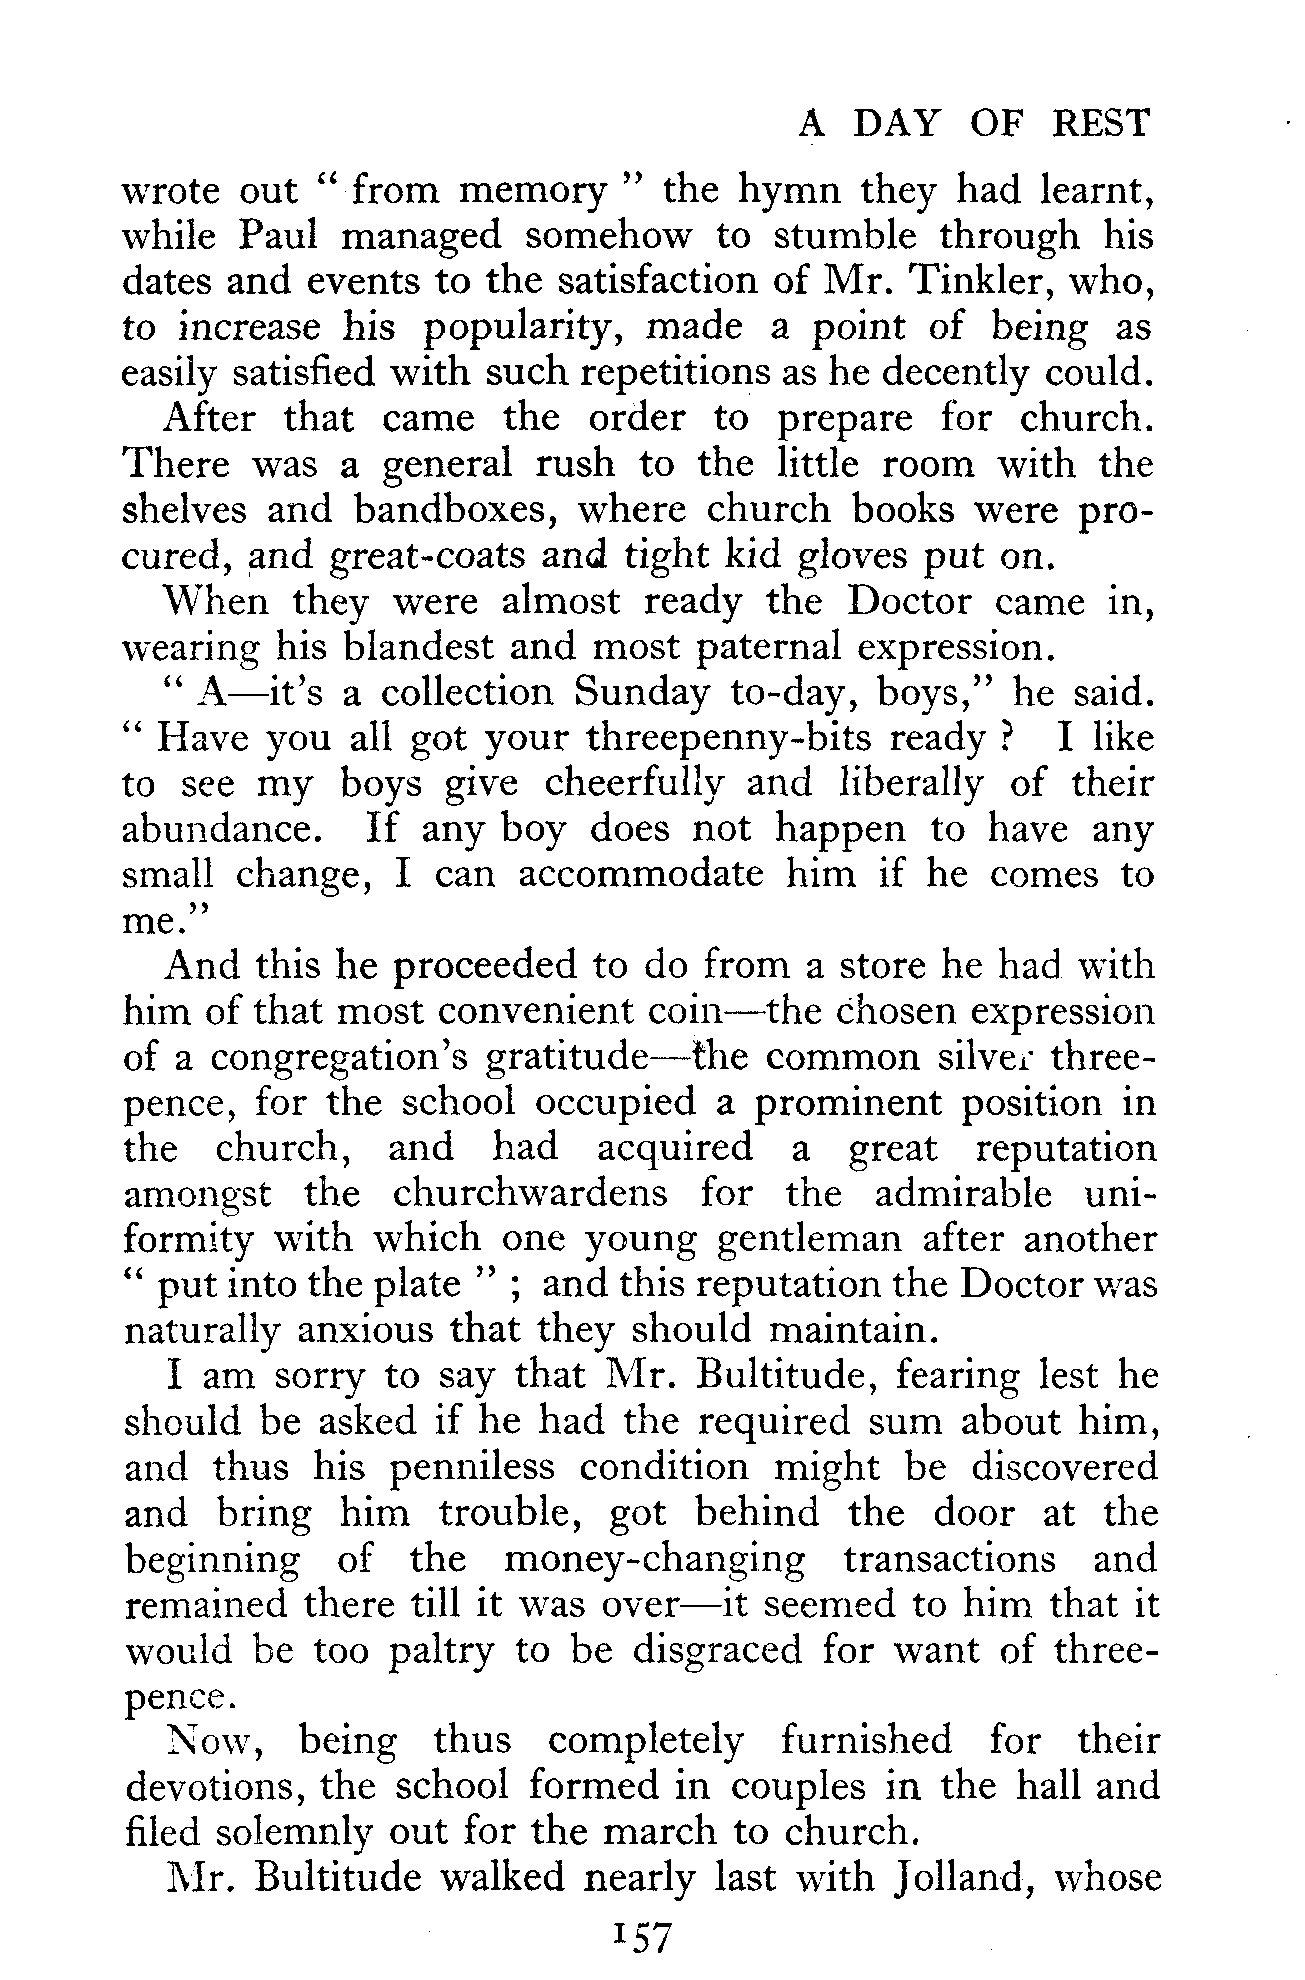 A DAY OF REST
wrote out “ from memory ” the hymn they had learnt,
while Paul managed somehow to stumble through his
dates and events to the satisfaction of Mr. Tinkler, who,
to increase his popularity, made a point of being as
easily satisfied with such repetitions as he decently could.
After that came the order to prepare for church.
There was a general rush to the little room with the
shelves and bandboxes, where church books were pro-
cured, and great-coats and tight kid gloves put on.
When they were almost ready the Doctor came in,
wearing his blandest and most paternal expression.
“ A—it's a collection Sunday to-day, boys,” he said.
“ Have you all got your threepenny-bits ready ? I like
to see my boys give cheerfully and liberally of their
abundance. If any boy does not happen to have any
small change, I can accommodate him if he comes to
me.”
And this he proceeded to do from a store he had with
him of that most convenient coin—the chosen expression
of a congregation's gratitude—the common silver three-
pence, for the school occupied a prominent position in
the church, and had acquired a great reputation
amongst the churchwardens for the admirable uni-
formity with which one young gentleman after another
“ put into the plate ” ; and this reputation the Doctor was
naturally anxious that they should maintain.
I am sorry to say that Mr. Bultitude, fearing lest he
should be asked if he had the required sum about him,
and thus his penniless condition might be discovered
and bring him trouble, got behind the door at the
beginning of the money-changing transactions and
remained there till it was over—it seemed to him that it
would be too paltry to be disgraced for want of three-
pence.
Now, being thus completely furnished for their
devotions, the school formed in couples in the hall and
filed solemnly out for the march to church.
Mr. Bultitude walked nearly last with Jolland, whose
157